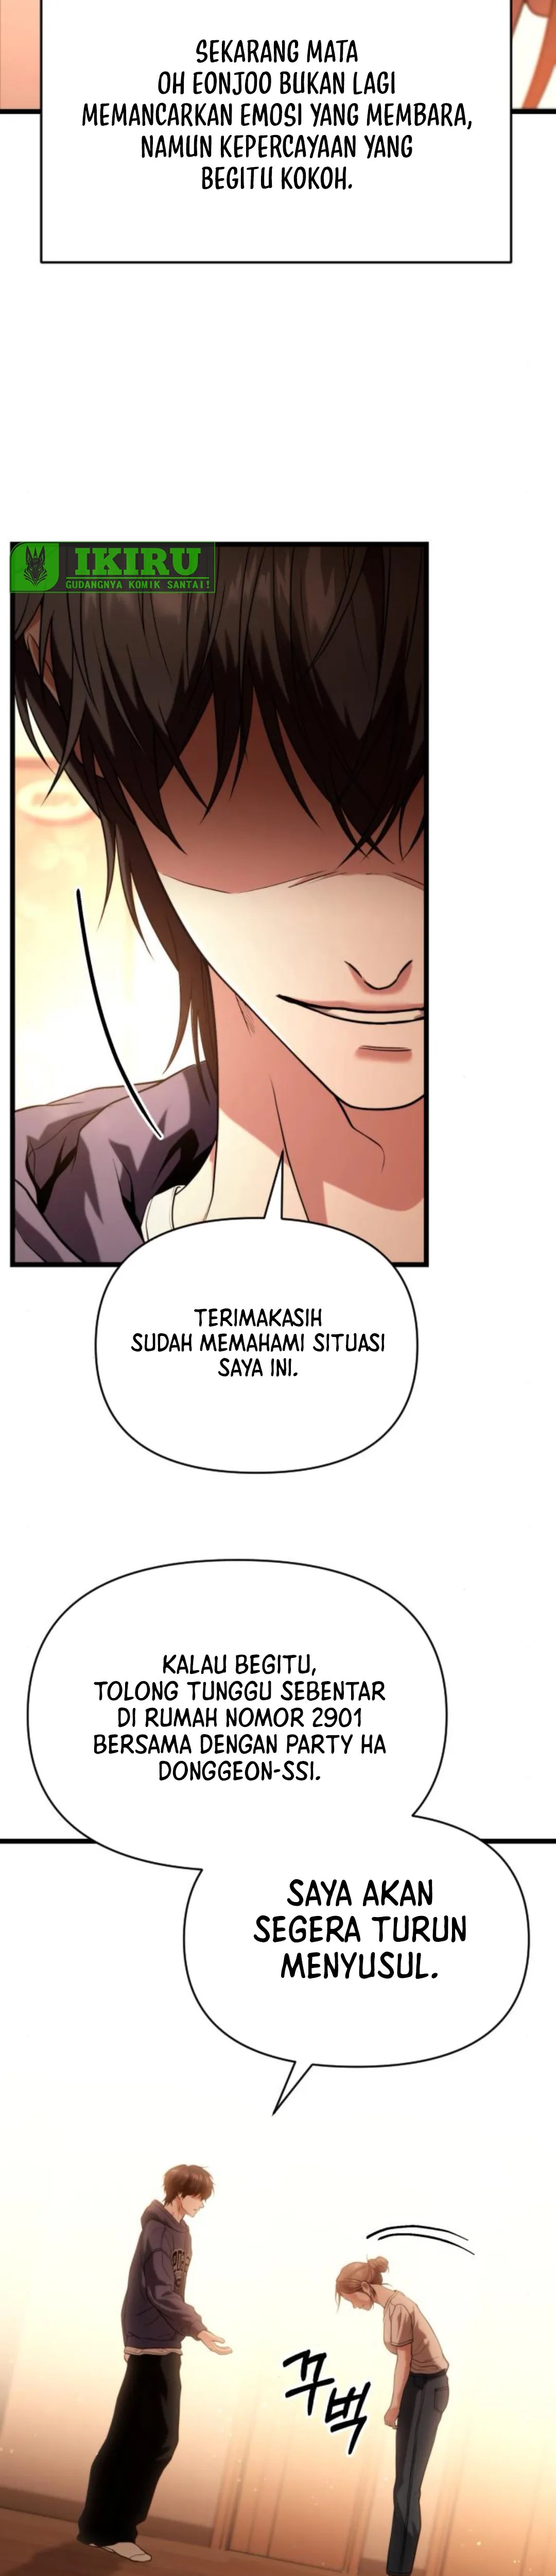 SEKARANG MATA
OH EONJOO BUKAN LAGI
MEMANCARKAN EMOSI YANG MEMBARA,
NAMUN KEPERCAYAAN YANG
BEGITU KOKOH.
IKIRU
GUDANGNYA KOMIK SANTAI!
TERIMAKASIH
SUDAH MEMAHAMI SITUASI
SAYA INI.
KALAU BEGITU,
TOLONG TUNGGU SEBENTAR
DI RUMAH NOMOR 2901
BERSAMA DENGAN PARTY HA
DONGGEON-SSI.
SAYA AKAN
SEGERA TURUN
MENYUSUL.
꾸벅